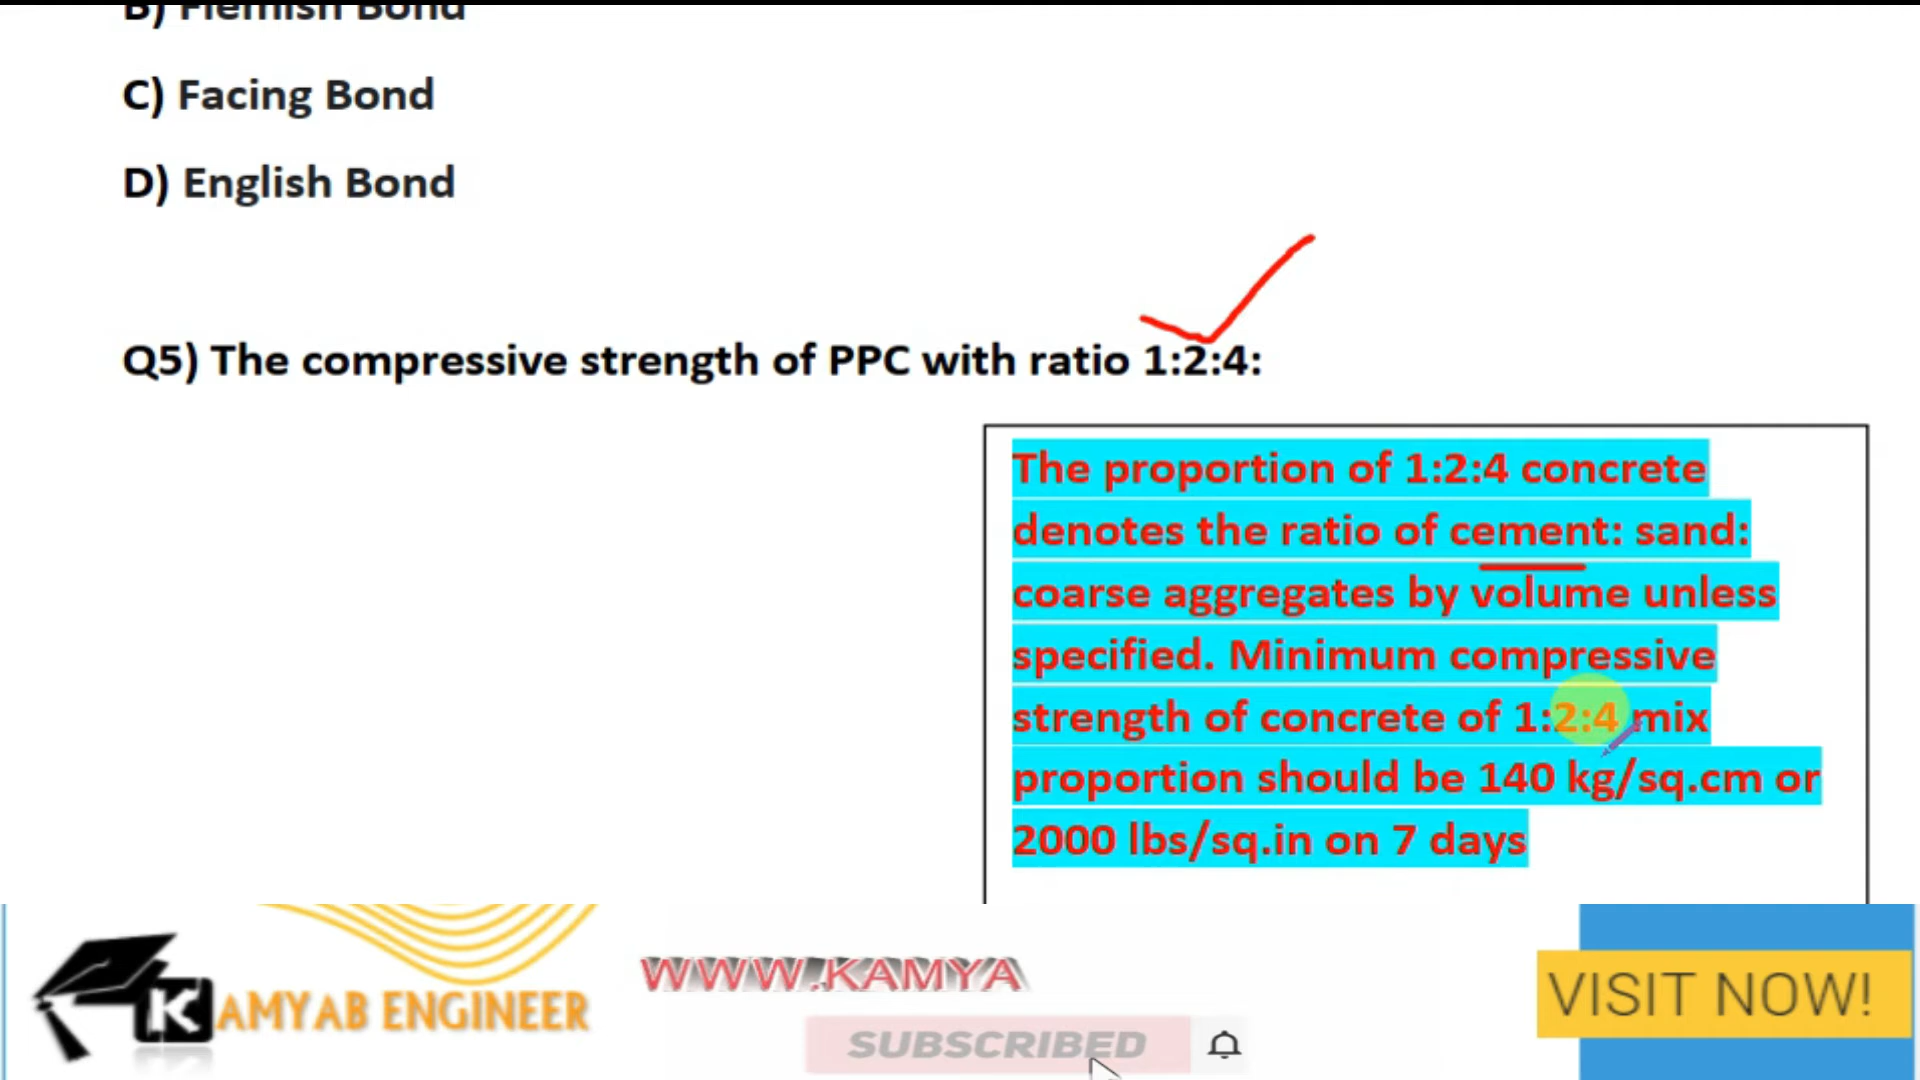 B) Flemish Bond
C) Facing Bond
D) English Bond
Q5) The compressive strength of PPC with ratio 1:2:4:
The proportion of 1:2:4 concrete
denotes the ratio of cement: sand:
coarse aggregates by volume unless
specified. Minimum compressive
strength of concrete of 1:2:4 mix
proportion should be 140 kg/sq.cm or
2000 lbs/sq.in on 7 days
KAMYAB ENGINEER
WWW.KAMYA
SUBSCRIBED
VISIT NOW!